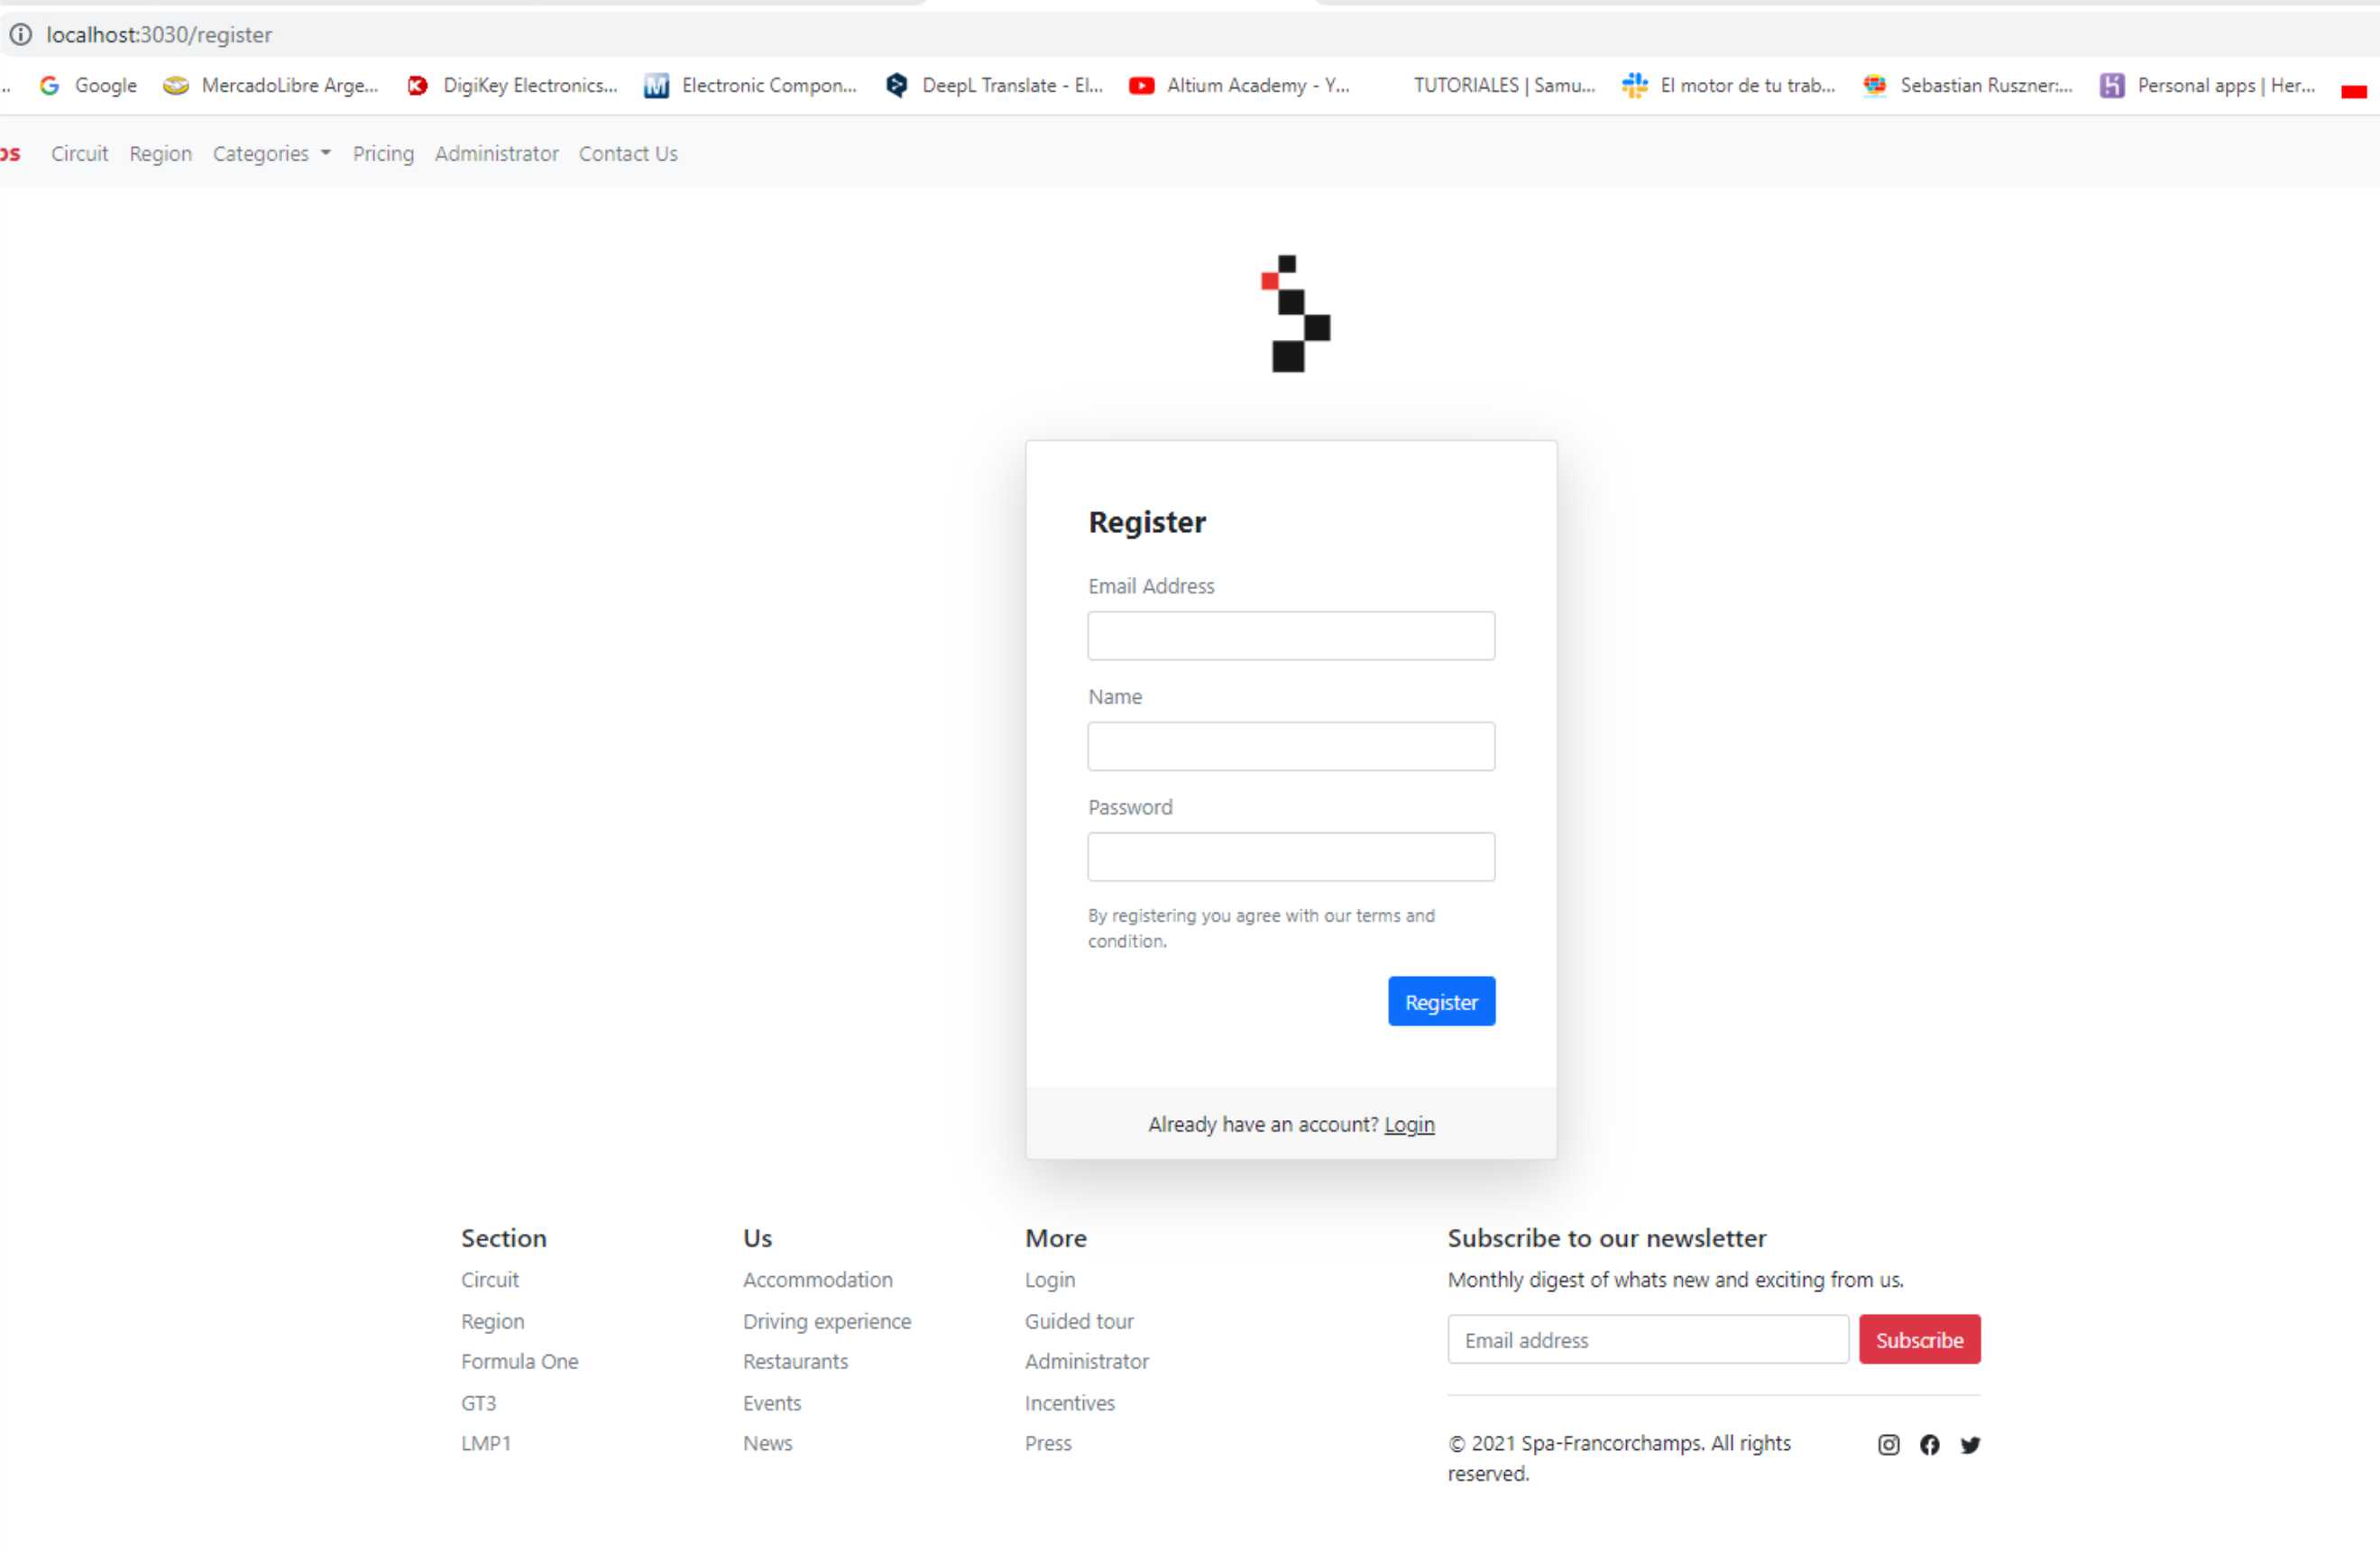 localhost:3030/register
.. Google MercadoLibre Arge... DigiKey Electronics... Electronic Compon... DeepL Translate - El... Altium Academy - Y... TUTORIALES | Samu... El motor de tu trab... Sebastian Ruszner:... Personal apps | Her...
ps Circuit Region Categories Pricing Administrator Contact Us
Register
Email Address
Name
Password
By registering you agree with our terms and
condition.
Register
Already have an account? Login
Section Us More Subscribe to our newsletter
Circuit Accommodation Login Monthly digest of whats new and exciting from us.
Region Driving experience Guided tour Email address Subscribe
Formula One Restaurants Administrator
GT3 Events Incentives
LMP1 News Press © 2021 Spa-Francorchamps. All rights
reserved.